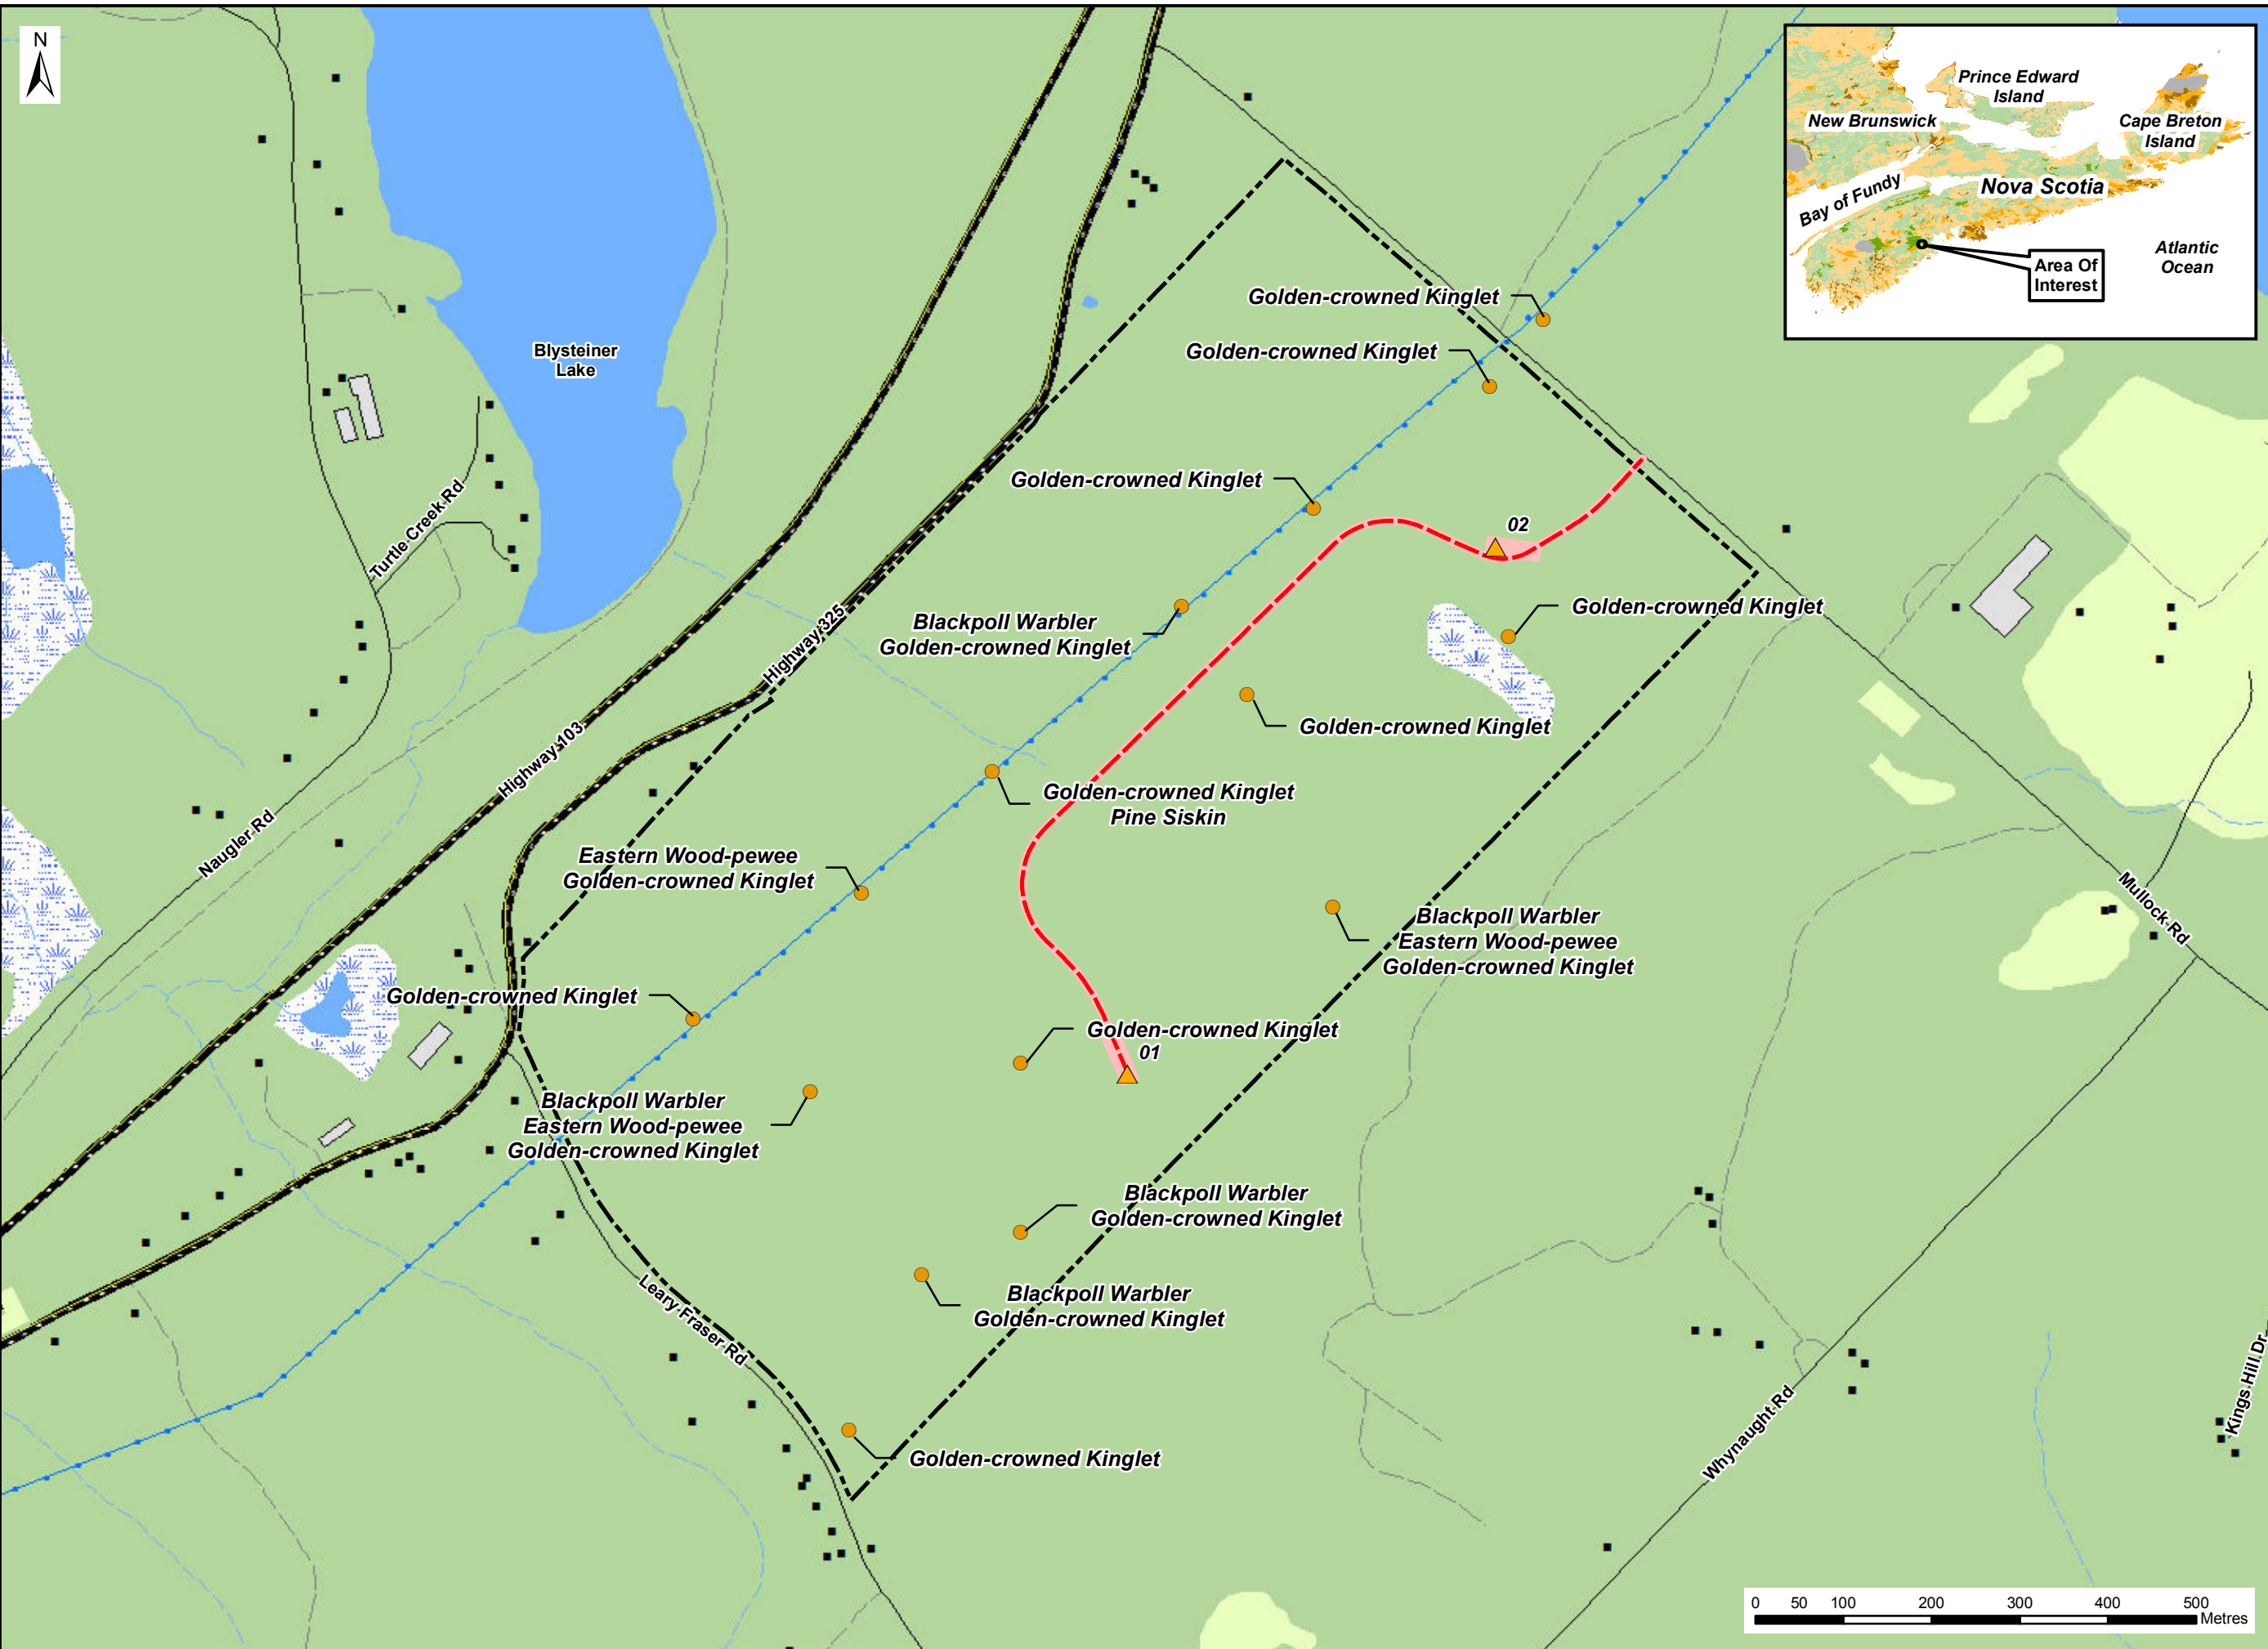 N
Prince Edward
Island
New Brunswick
Cape Breton
Island
Nova Scotia
Bay of Fundy
Atlantic
Ocean
Area Of
Interest
Golden-crowned Kinglet
Golden-crowned Kinglet
Blysteiner
Lake
Golden-crowned Kinglet
Turtle Creek Rd
02
Highway 325
Blackpoll Warbler
Golden-crowned Kinglet
Golden-crowned Kinglet
Golden-crowned Kinglet
Highway 103
Golden-crowned Kinglet
Pine Siskin
Naugler Rd
Eastern Wood-pewee
Golden-crowned Kinglet
Mullock Rd
Blackpoll Warbler
Eastern Wood-pewee
Golden-crowned Kinglet
Golden-crowned Kinglet
Golden-crowned Kinglet
01
Blackpoll Warbler
Eastern Wood-pewee
Golden-crowned Kinglet
Blackpoll Warbler
Golden-crowned Kinglet
Leary Fraser Rd
Blackpoll Warbler
Golden-crowned Kinglet
Whynaught Rd
Kings Hill Dr
Golden-crowned Kinglet
0 50 100 200 300 400 500
Metres